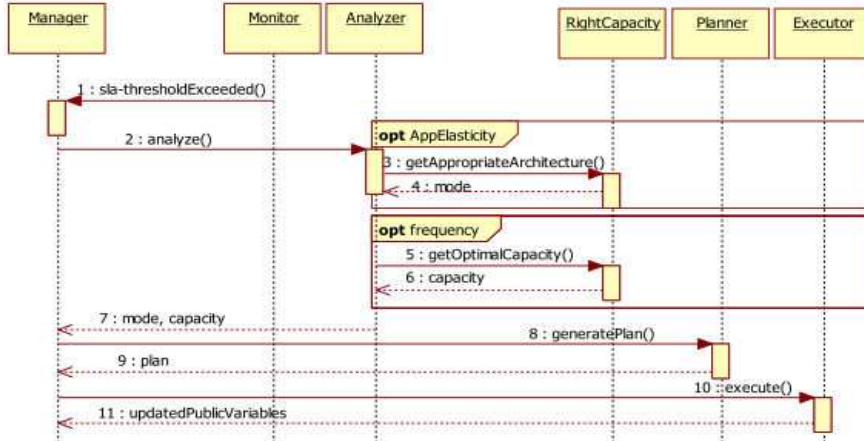 Manager
Monitor
Analyzer
RightCapacity
Planner
Executor
1 : sla-thresholdExceeded()
2 : analyze()
opt AppElasticity
3 : getAppropriateArchitecture()
4 : mode
opt frequency
5 : getOptimalCapacity()
6 : capacity
7 : mode, capacity
8 : generatePlan()
9 : plan
10 : execute()
11 : updatedPublicVariables